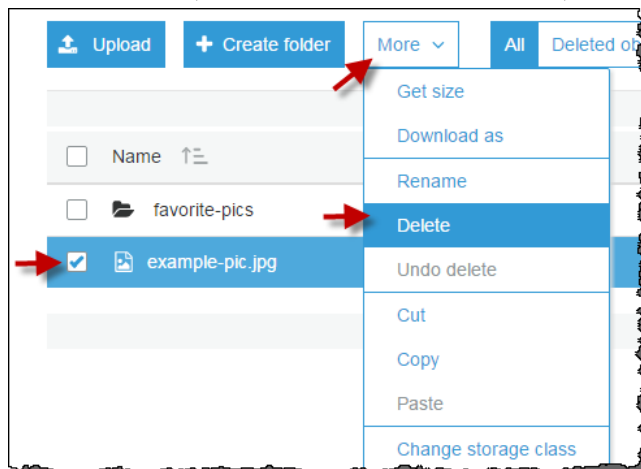 Upload + Create folder More All Deleted ob
Get size
Download as
Name
Rename
favorite-pics
Delete
example-pic.jpg
Undo delete
Cut
Copy
Paste
Change storage class